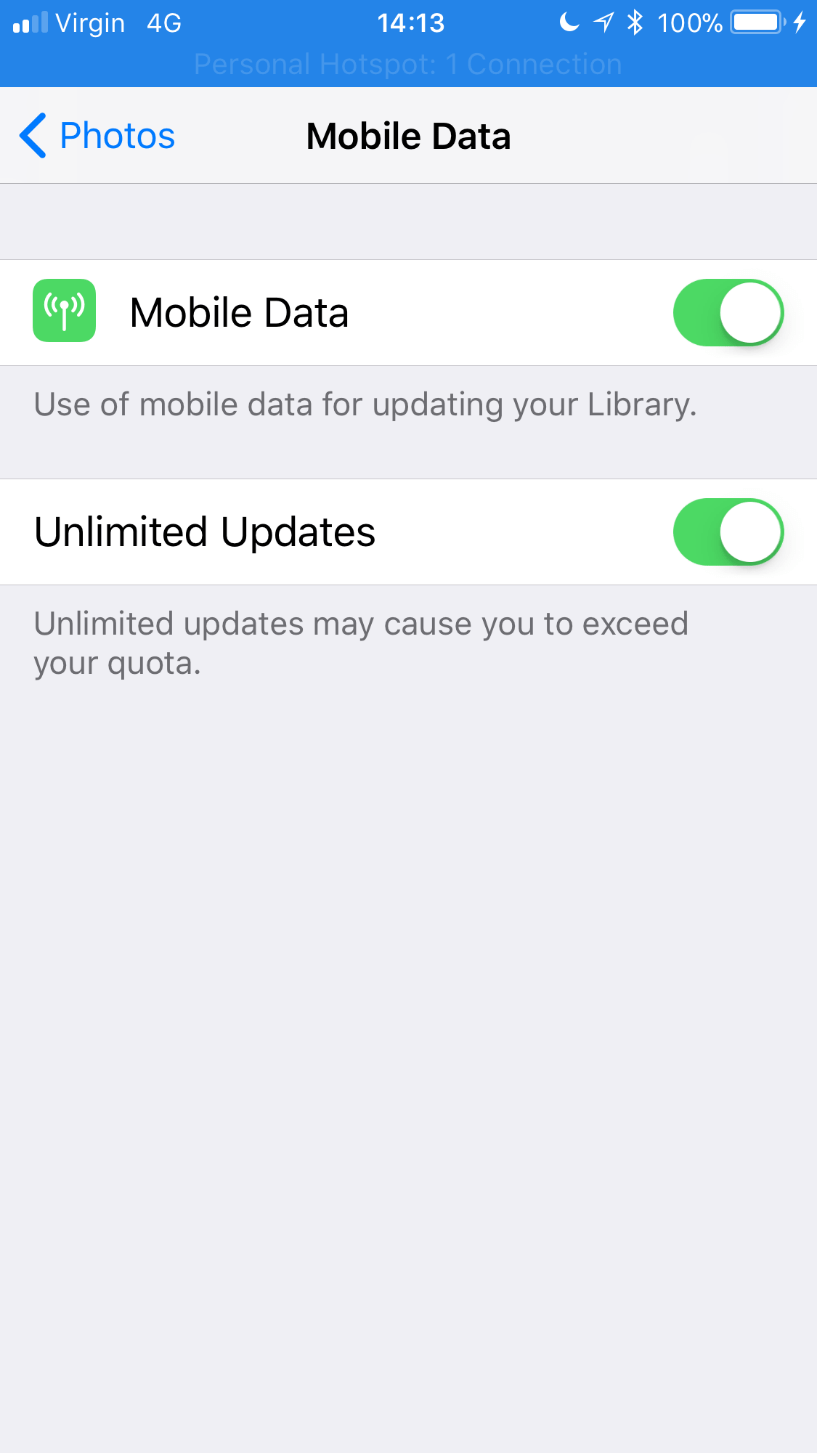 Virgin 4G 14:13 100%
Personal Hotspot: 1 Connection
Photos Mobile Data
Mobile Data
Use of mobile data for updating your Library.
Unlimited Updates
Unlimited updates may cause you to exceed
your quota.